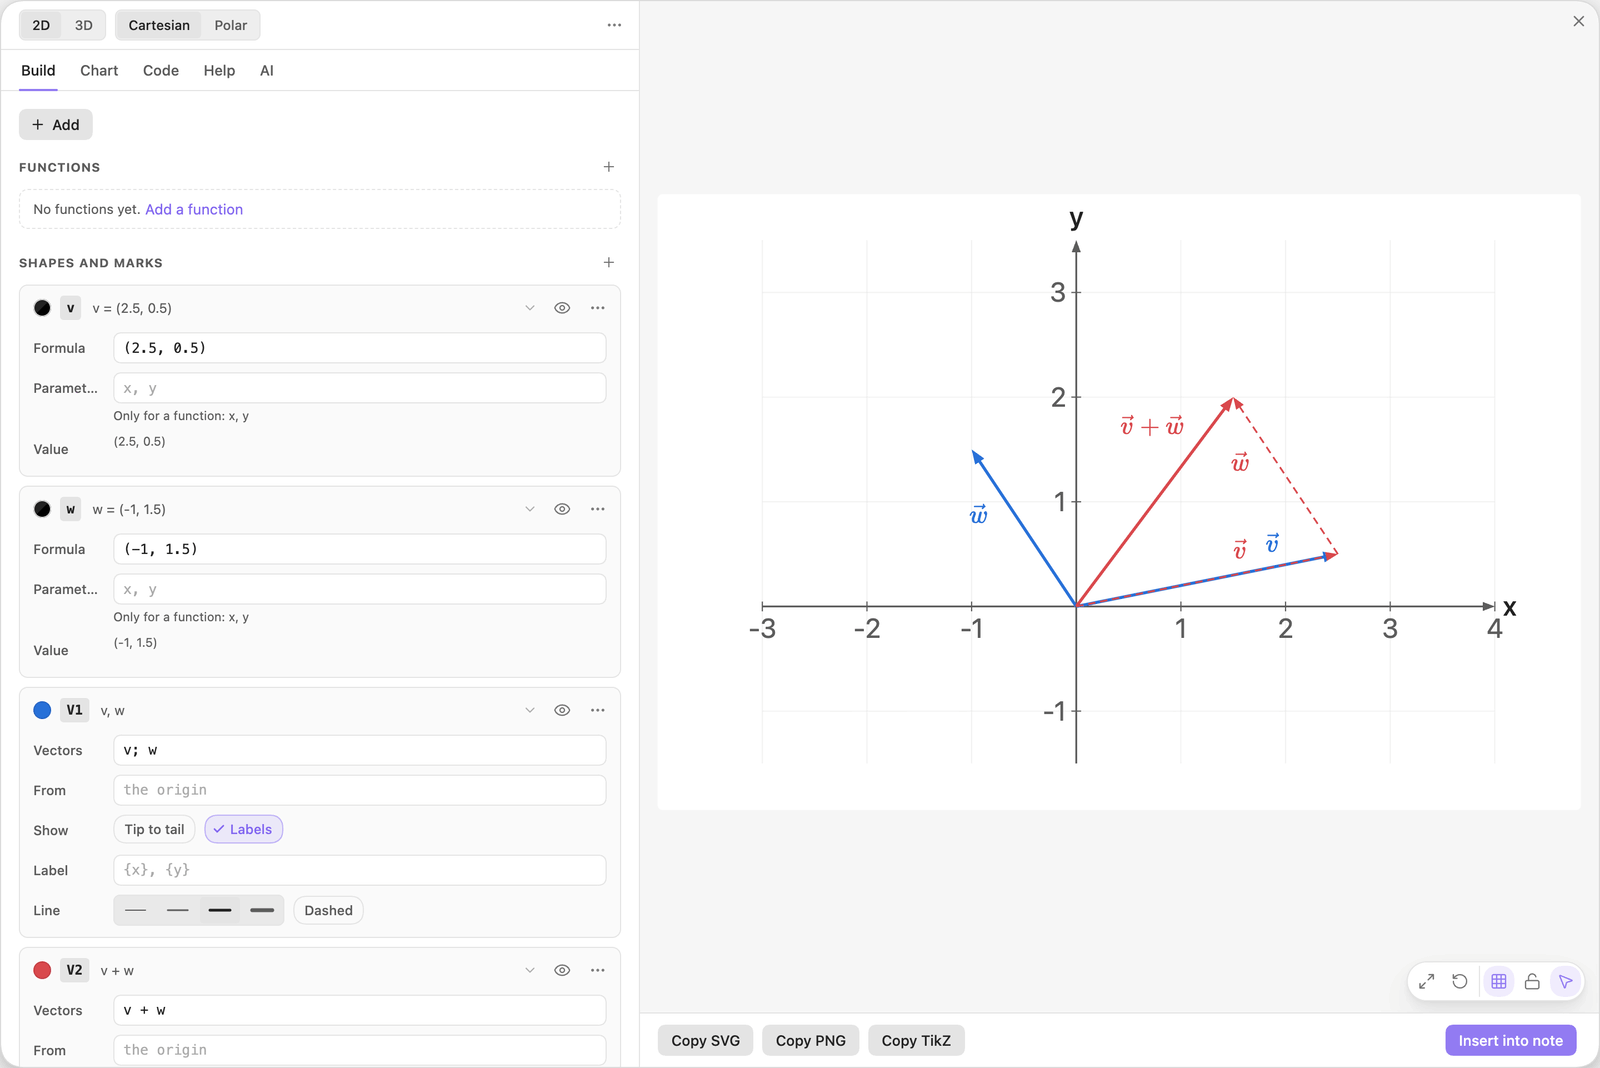 2D 3D Cartesian Polar
Build Chart Code Help AI
+ Add
FUNCTIONS
No functions yet. Add a function
SHAPES AND MARKS
v v = (2.5, 0.5)
Formula (2.5, 0.5)
Paramet... x, y
Only for a function: x, y
Value (2.5, 0.5)
w w = (-1, 1.5)
Formula (-1, 1.5)
Paramet... x, y
Only for a function: x, y
Value (-1, 1.5)
V1 v, w
Vectors v; w
From the origin
Show Tip to tail Labels
Label {x}, {y}
Line Dashed
V2 v + w
Vectors v + w
From the origin
y
3
2
1
-1
-3 -2 -1 1 2 3 4 x
v⃗ + w⃗
w⃗
w⃗
v⃗ v⃗
Copy SVG Copy PNG Copy TikZ Insert into note